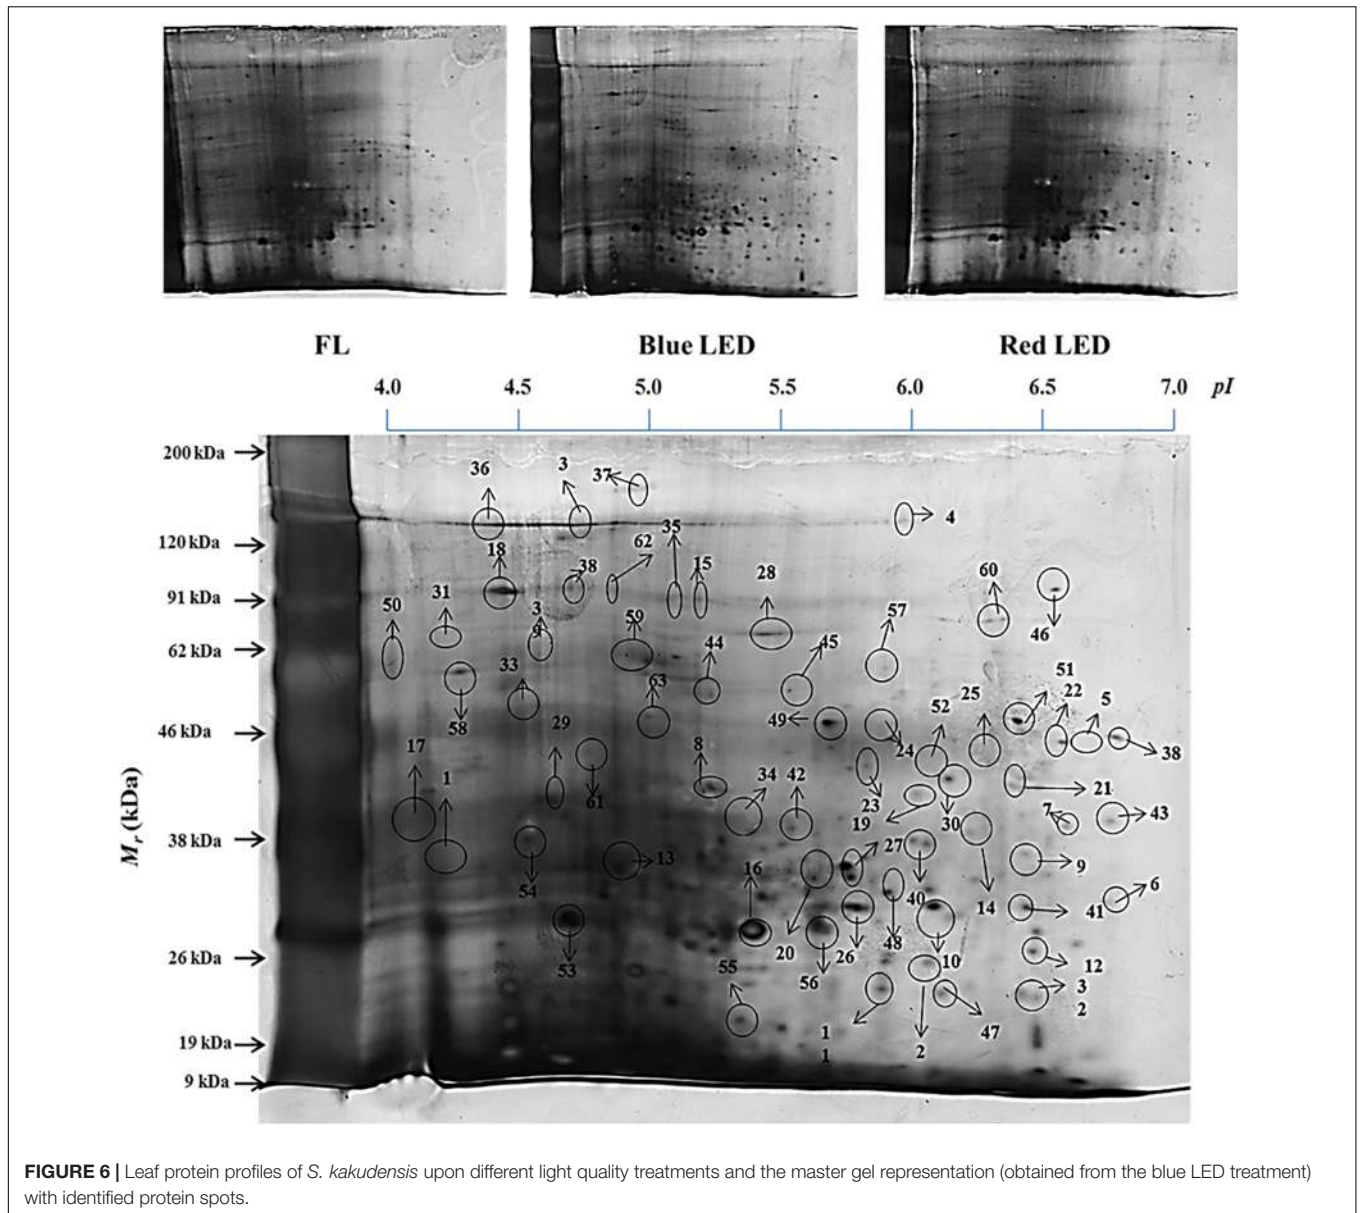 FL Blue LED Red LED
4.0 4.5 5.0 5.5 6.0 6.5 7.0 pI
200 kDa
120 kDa
91 kDa
62 kDa
46 kDa
38 kDa
26 kDa
19 kDa
9 kDa
Mr (kDa)
36 3 37
4
35
18 38 62 15 28 60
50 31 3
9 59 57 46
44 45 51
33 63 25 22 5
58 49 52
29 24 38
17 1 8 34 42 21
61 23 19 30 7 43
27
16 13 9
54 40 14 41 6
20 48
53 55 56 26 10 12
3
2
1
1 2 47
FIGURE 6 | Leaf protein profiles of S. kakudensis upon different light quality treatments and the master gel representation (obtained from the blue LED treatment)
with identified protein spots.